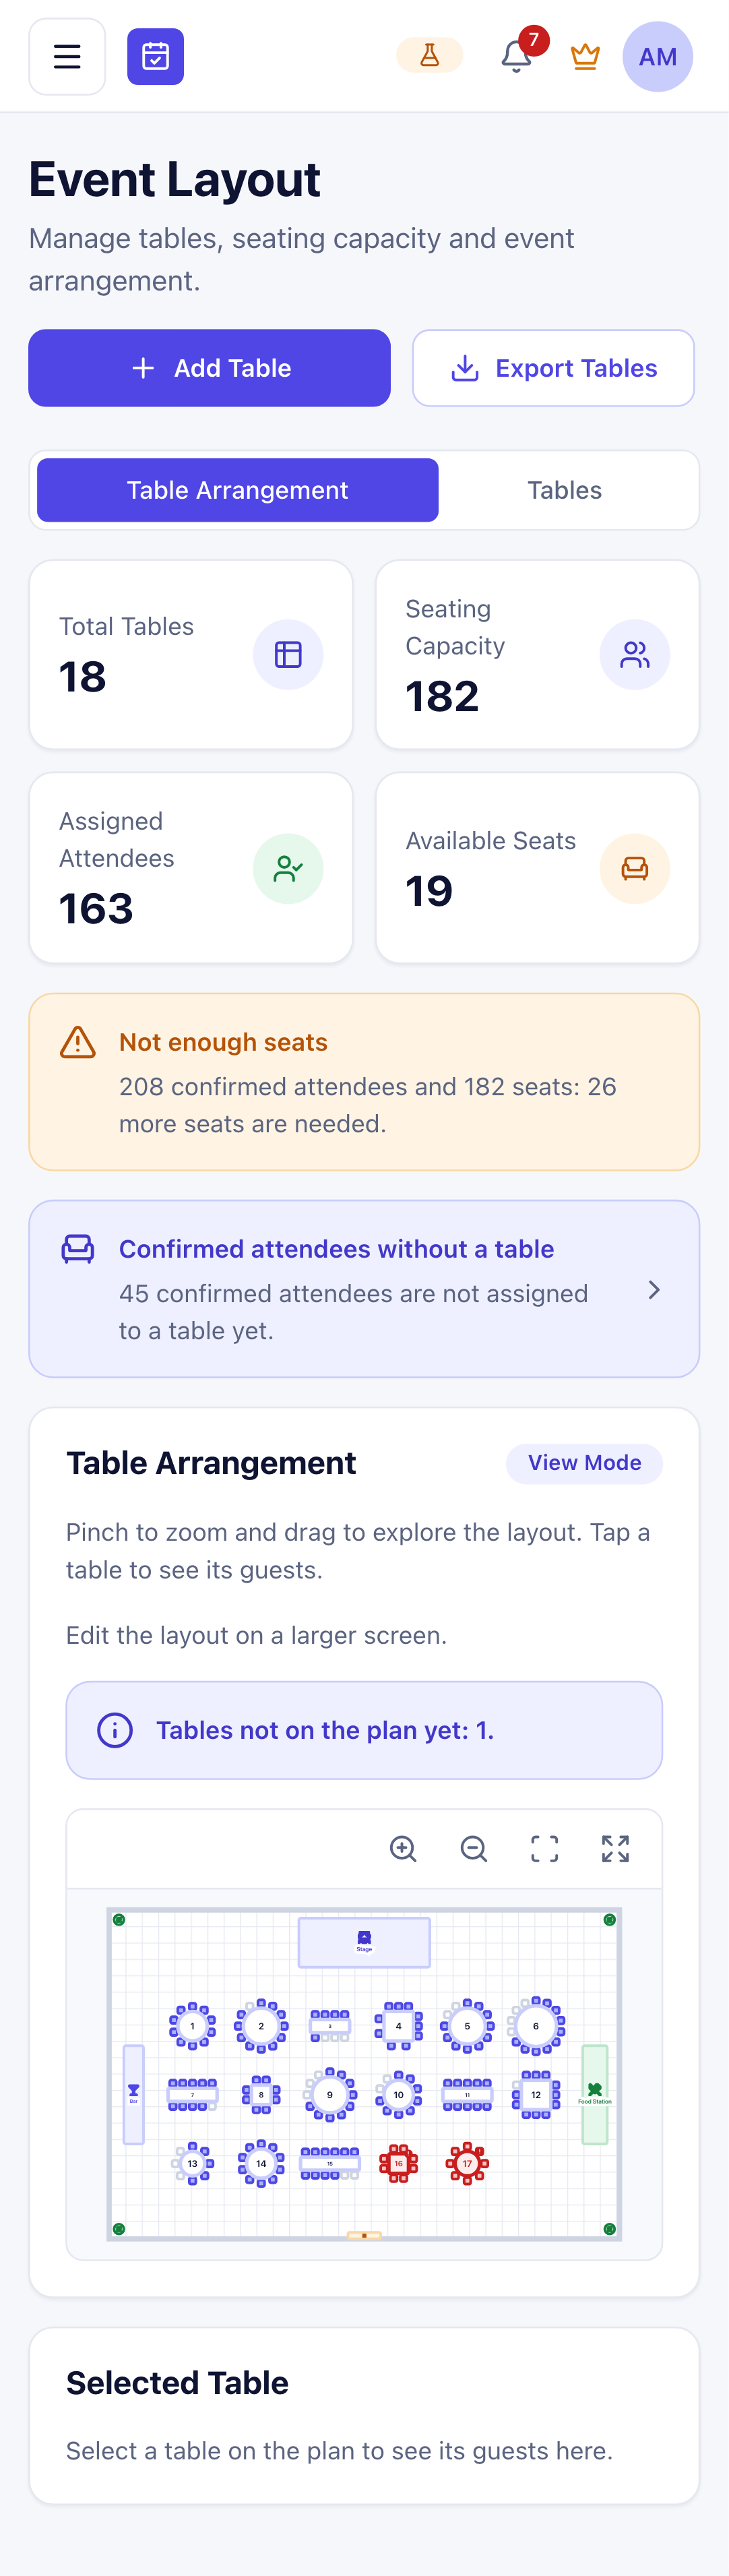 7
AM
Event Layout
Manage tables, seating capacity and event
arrangement.
Add Table
Export Tables
Table Arrangement
Tables
Total Tables
18
Seating
Capacity
182
Assigned
Attendees
163
Available Seats
19
Not enough seats
208 confirmed attendees and 182 seats: 26
more seats are needed.
Confirmed attendees without a table
45 confirmed attendees are not assigned
to a table yet.
Table Arrangement
View Mode
Pinch to zoom and drag to explore the layout. Tap a
table to see its guests.
Edit the layout on a larger screen.
Tables not on the plan yet: 1.
Stage
1 2 3 4 5 6
7 8 9 10 11 12
Bar
Food Station
13 14 15 16 17
Selected Table
Select a table on the plan to see its guests here.